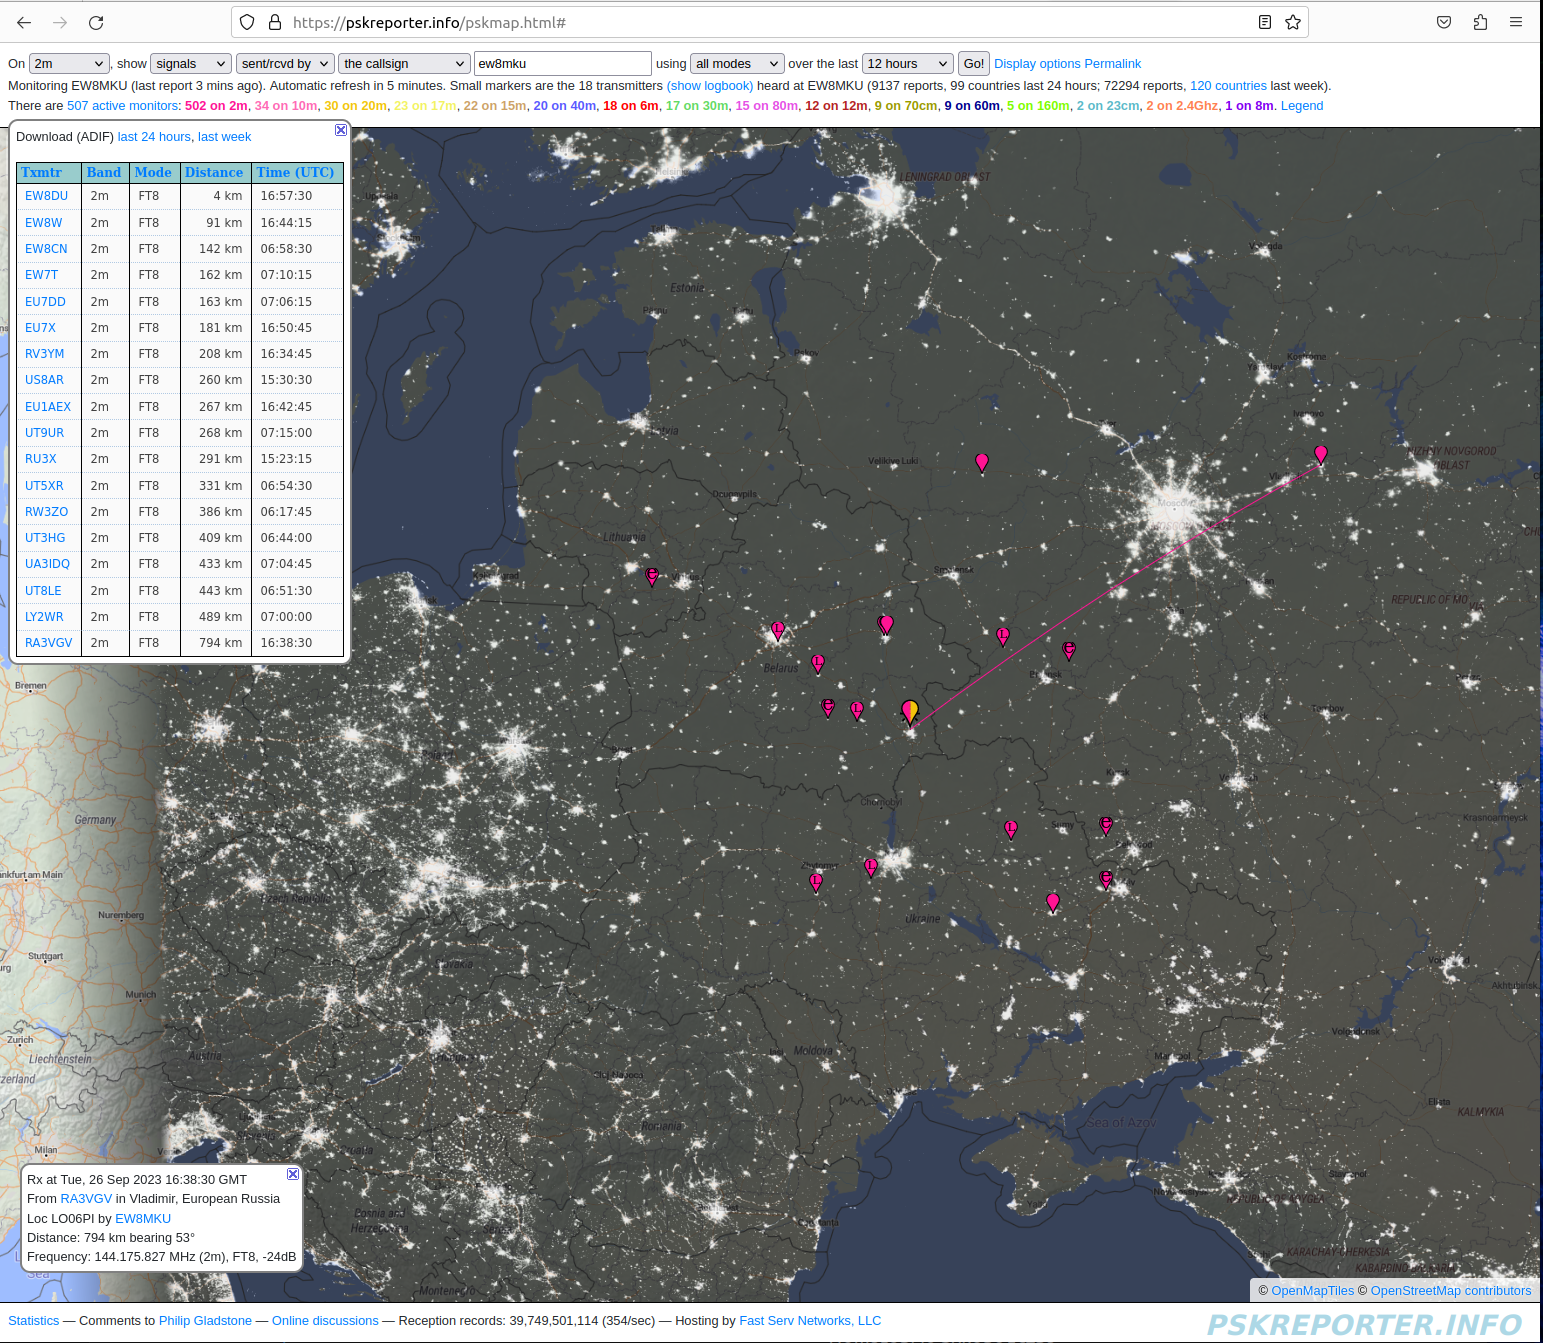 https://pskreporter.info/pskmap.html#
On 2m , show signals sent/rcvd by the callsign ew8mku using all modes over the last 12 hours Go! Display options Permalink
Monitoring EW8MKU (last report 3 mins ago). Automatic refresh in 5 minutes. Small markers are the 18 transmitters (show logbook) heard at EW8MKU (9137 reports, 99 countries last 24 hours; 72294 reports, 120 countries last week).
There are 507 active monitors: 502 on 2m, 34 on 10m, 30 on 20m, 23 on 17m, 22 on 15m, 20 on 40m, 18 on 6m, 17 on 30m, 15 on 80m, 12 on 12m, 9 on 70cm, 9 on 60m, 5 on 160m, 2 on 23cm, 2 on 2.4Ghz, 1 on 8m. Legend
Download (ADIF) last 24 hours, last week
Txmtr Band Mode Distance Time (UTC)
EW8DU 2m FT8 4 km 16:57:30
EW8W 2m FT8 91 km 16:44:15
EW8CN 2m FT8 142 km 06:58:30
EW7T 2m FT8 162 km 07:10:15
EU7DD 2m FT8 163 km 07:06:15
EU7X 2m FT8 181 km 16:50:45
RV3YM 2m FT8 208 km 16:34:45
US8AR 2m FT8 260 km 15:30:30
EU1AEX 2m FT8 267 km 16:42:45
UT9UR 2m FT8 268 km 07:15:00
RU3X 2m FT8 291 km 15:23:15
UT5XR 2m FT8 331 km 06:54:30
RW3ZO 2m FT8 386 km 06:17:45
UT3HG 2m FT8 409 km 06:44:00
UA3IDQ 2m FT8 433 km 07:04:45
UT8LE 2m FT8 443 km 06:51:30
LY2WR 2m FT8 489 km 07:00:00
RA3VGV 2m FT8 794 km 16:38:30
LENINGRAD OBLAST
Estonia
Pskov
Kostroma
Ivanovo
Latvia
Velikive Luki
NIZHNY NOVGOROD
OBLAST
Lithuania
Moscow
Smolensk
Belarus
Bremen
Tambov
Chornobyl
Germany
Krasnoarmeyck
Sumy
Zhytomyr
Frankfurt am Main
Czech Republic
Nuremberg
Ukraine
Stuttgart
Slovakia
Munich
Akhtubinsk
Zurich
Liechtenstein
Austria
Moldova
Cluj-Napoca
Elista
KALMYKIA
Romania
Sea of Azov
Croatia
Milan
REPUBLIC OF ADYGEA
Bosnia and
Herzegovina
KARACHAY-CHERKESIA
Montenegro
Rx at Tue, 26 Sep 2023 16:38:30 GMT
From RA3VGV in Vladimir, European Russia
Loc LO06PI by EW8MKU
Distance: 794 km bearing 53°
Frequency: 144.175.827 MHz (2m), FT8, -24dB
Sea
© OpenMapTiles © OpenStreetMap contributors
Statistics — Comments to Philip Gladstone — Online discussions — Reception records: 39,749,501,114 (354/sec) — Hosting by Fast Serv Networks, LLC
PSKREPORTER.INFO